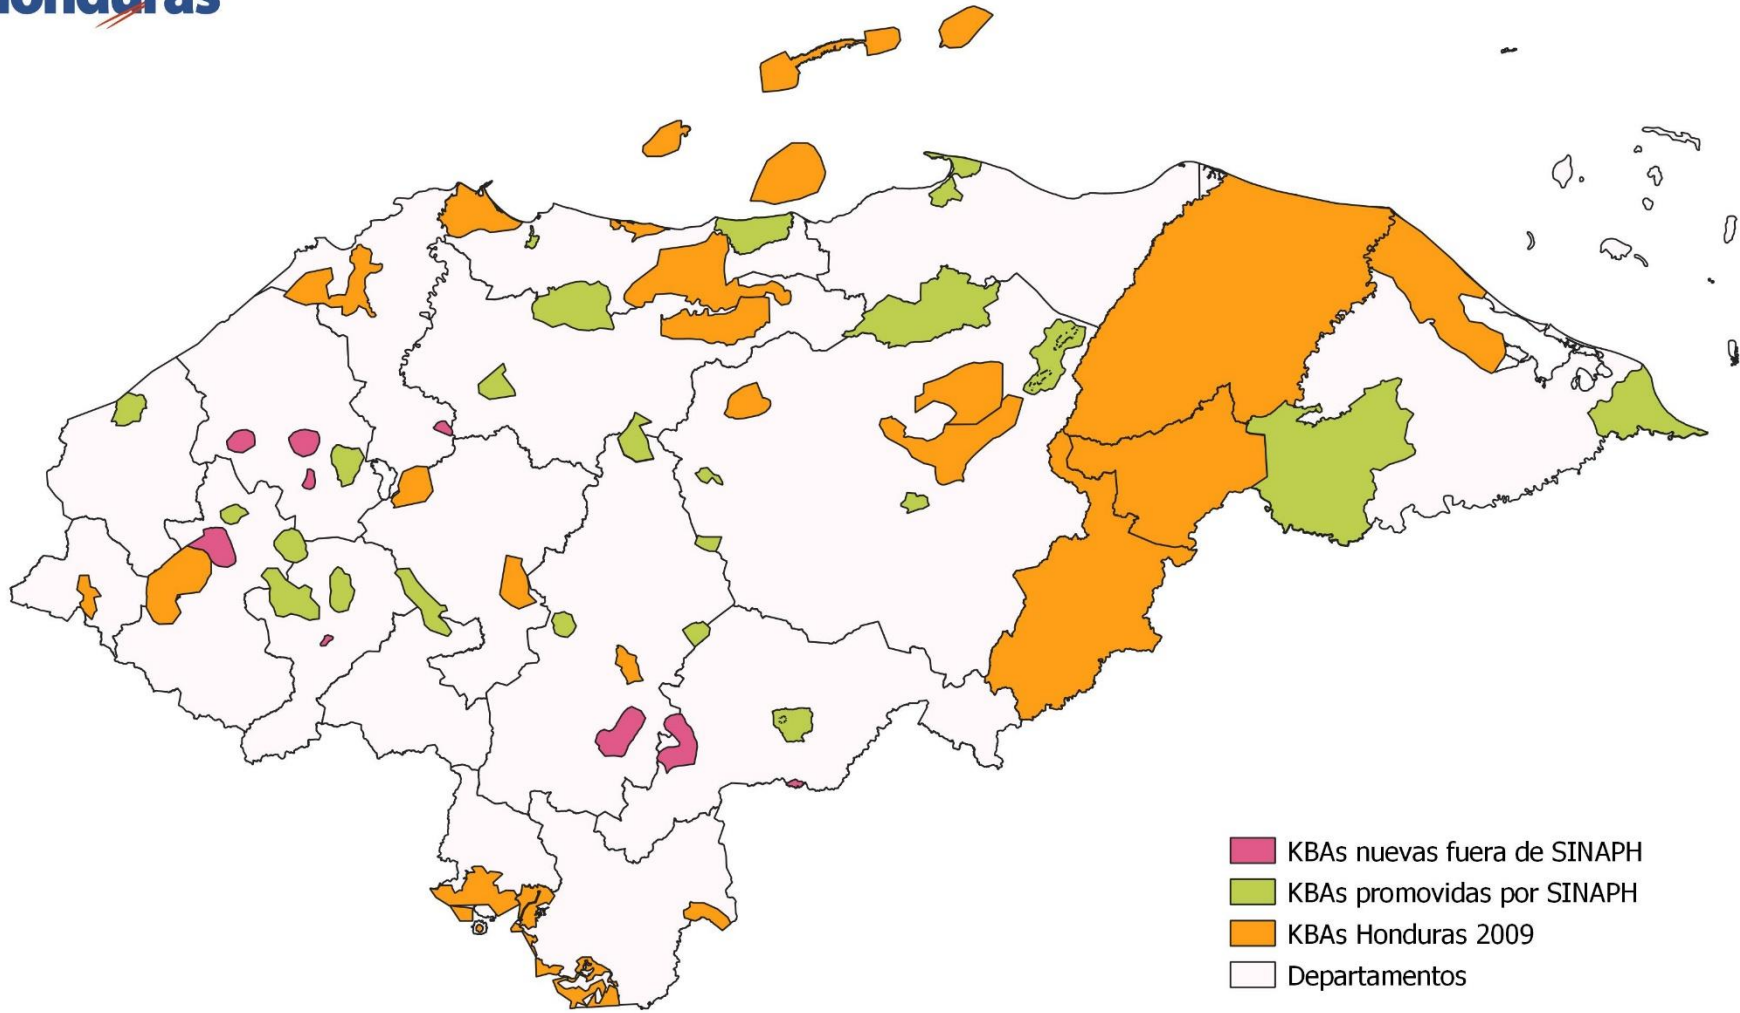 Honduras
KBAs nuevas fuera de SINAPH
KBAs promovidas por SINAPH
KBAs Honduras 2009
Departamentos